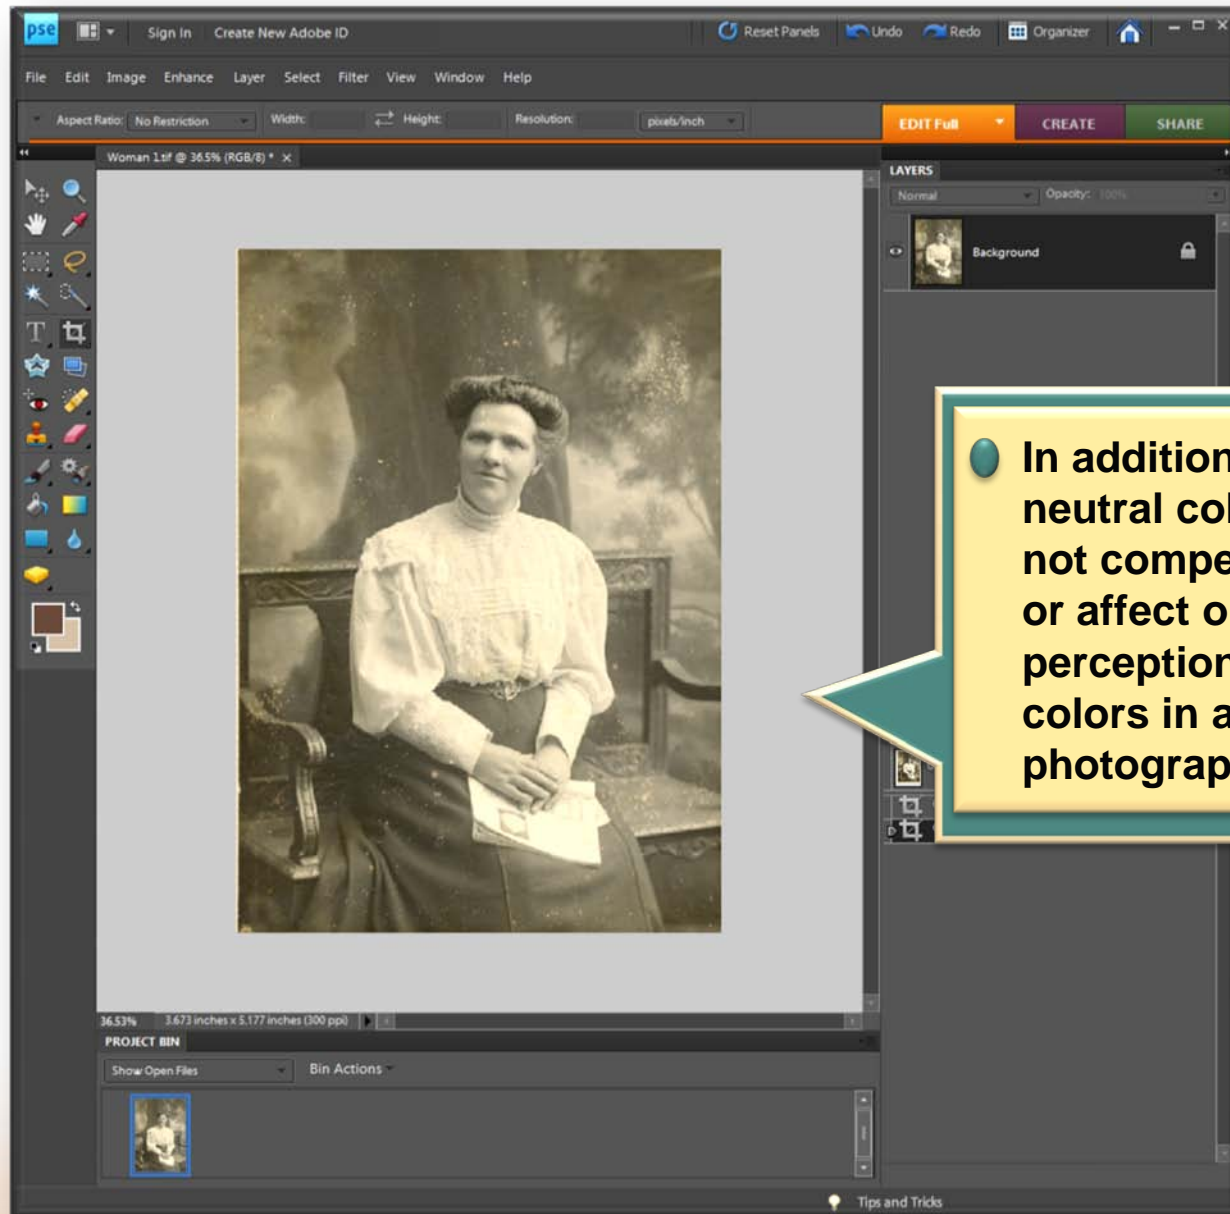 pse Sign In Create New Adobe ID Reset Panels Undo Redo Organizer
File Edit Image Enhance Layer Select Filter View Window Help
Aspect Ratio: No Restriction Width: Height: Resolution: pixels/inch EDIT Full CREATE SHARE
Woman 1.tif @ 36.5% (RGB/8) * x
LAYERS
Normal Opacity: 100%
Background
T
In addition
neutral col
not compe
or affect o
perception
colors in a
photograp
36.53% 3.673 inches x 5.177 inches (300 ppi)
PROJECT BIN
Show Open Files Bin Actions
Tips and Tricks